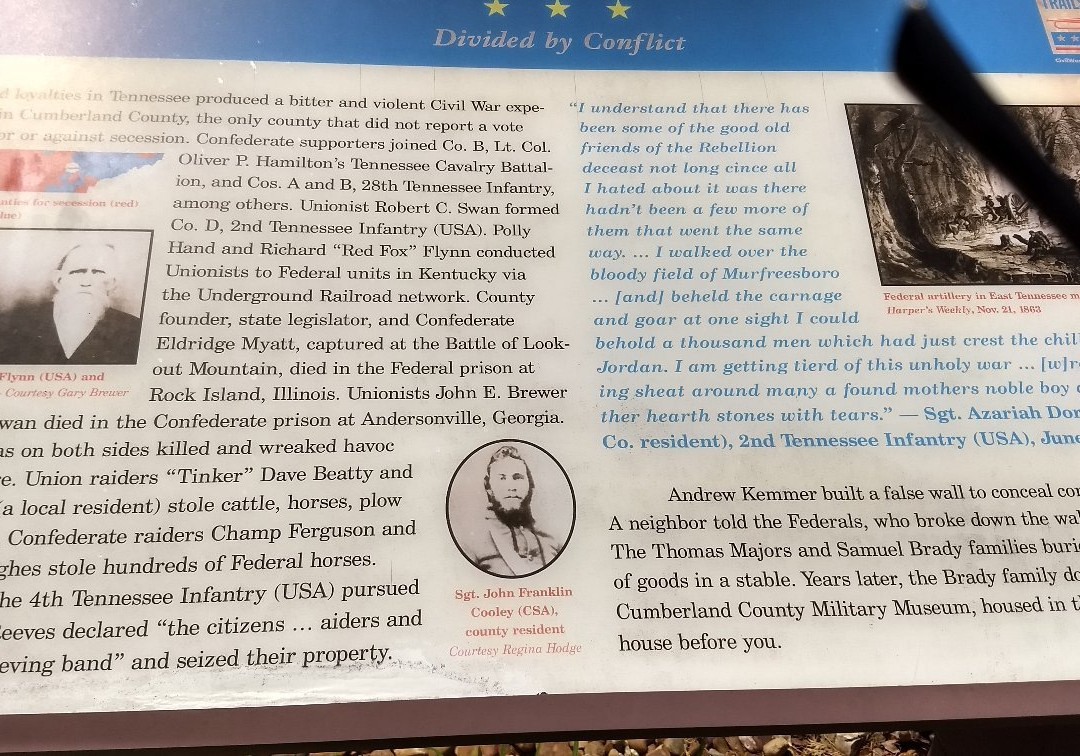 Divided by Conflict
TRAILS
loyalties in Tennessee produced a bitter and violent Civil War expe-
in Cumberland County, the only county that did not report a vote
or against secession. Confederate supporters joined Co. B, Lt. Col.
Oliver P. Hamilton's Tennessee Cavalry Battal-
ion, and Cos. A and B, 28th Tennessee Infantry,
among others. Unionist Robert C. Swan formed
Co. D, 2nd Tennessee Infantry (USA). Polly
Hand and Richard "Red Fox" Flynn conducted
Unionists to Federal units in Kentucky via
the Underground Railroad network. County
founder, state legislator, and Confederate
Eldridge Myatt, captured at the Battle of Look-
out Mountain, died in the Federal prison at
Rock Island, Illinois. Unionists John E. Brewer
died in the Confederate prison at Andersonville, Georgia.
on both sides killed and wreaked havoc
Union raiders "Tinker" Dave Beatty and
(a local resident) stole cattle, horses, plow
Confederate raiders Champ Ferguson and
stole hundreds of Federal horses.
4th Tennessee Infantry (USA) pursued
declared "the citizens ... aiders and
band" and seized their property.
for secession (red)
Flynn (USA) and
Courtesy Gary Brewer
Sgt. John Franklin
Cooley (CSA),
county resident
Courtesy Regina Hodge
"I understand that there has
been some of the good old
friends of the Rebellion
deceast not long cince all
I hated about it was there
hadn't been a few more of
them that went the same
way. ... I walked over the
bloody field of Murfreesboro
... [and] beheld the carnage
and goar at one sight I could
behold a thousand men which had just crest the
Jordan. I am getting tierd of this unholy war ...
ing sheat around many a found mothers noble boy
ther hearth stones with tears." — Sgt. Azariah
Co. resident), 2nd Tennessee Infantry (USA), June
Federal artillery in East Tennessee
Harper's Weekly, Nov. 21, 1863
Andrew Kemmer built a false wall to conceal
A neighbor told the Federals, who broke down the
The Thomas Majors and Samuel Brady families
of goods in a stable. Years later, the Brady family
Cumberland County Military Museum, housed in
house before you.